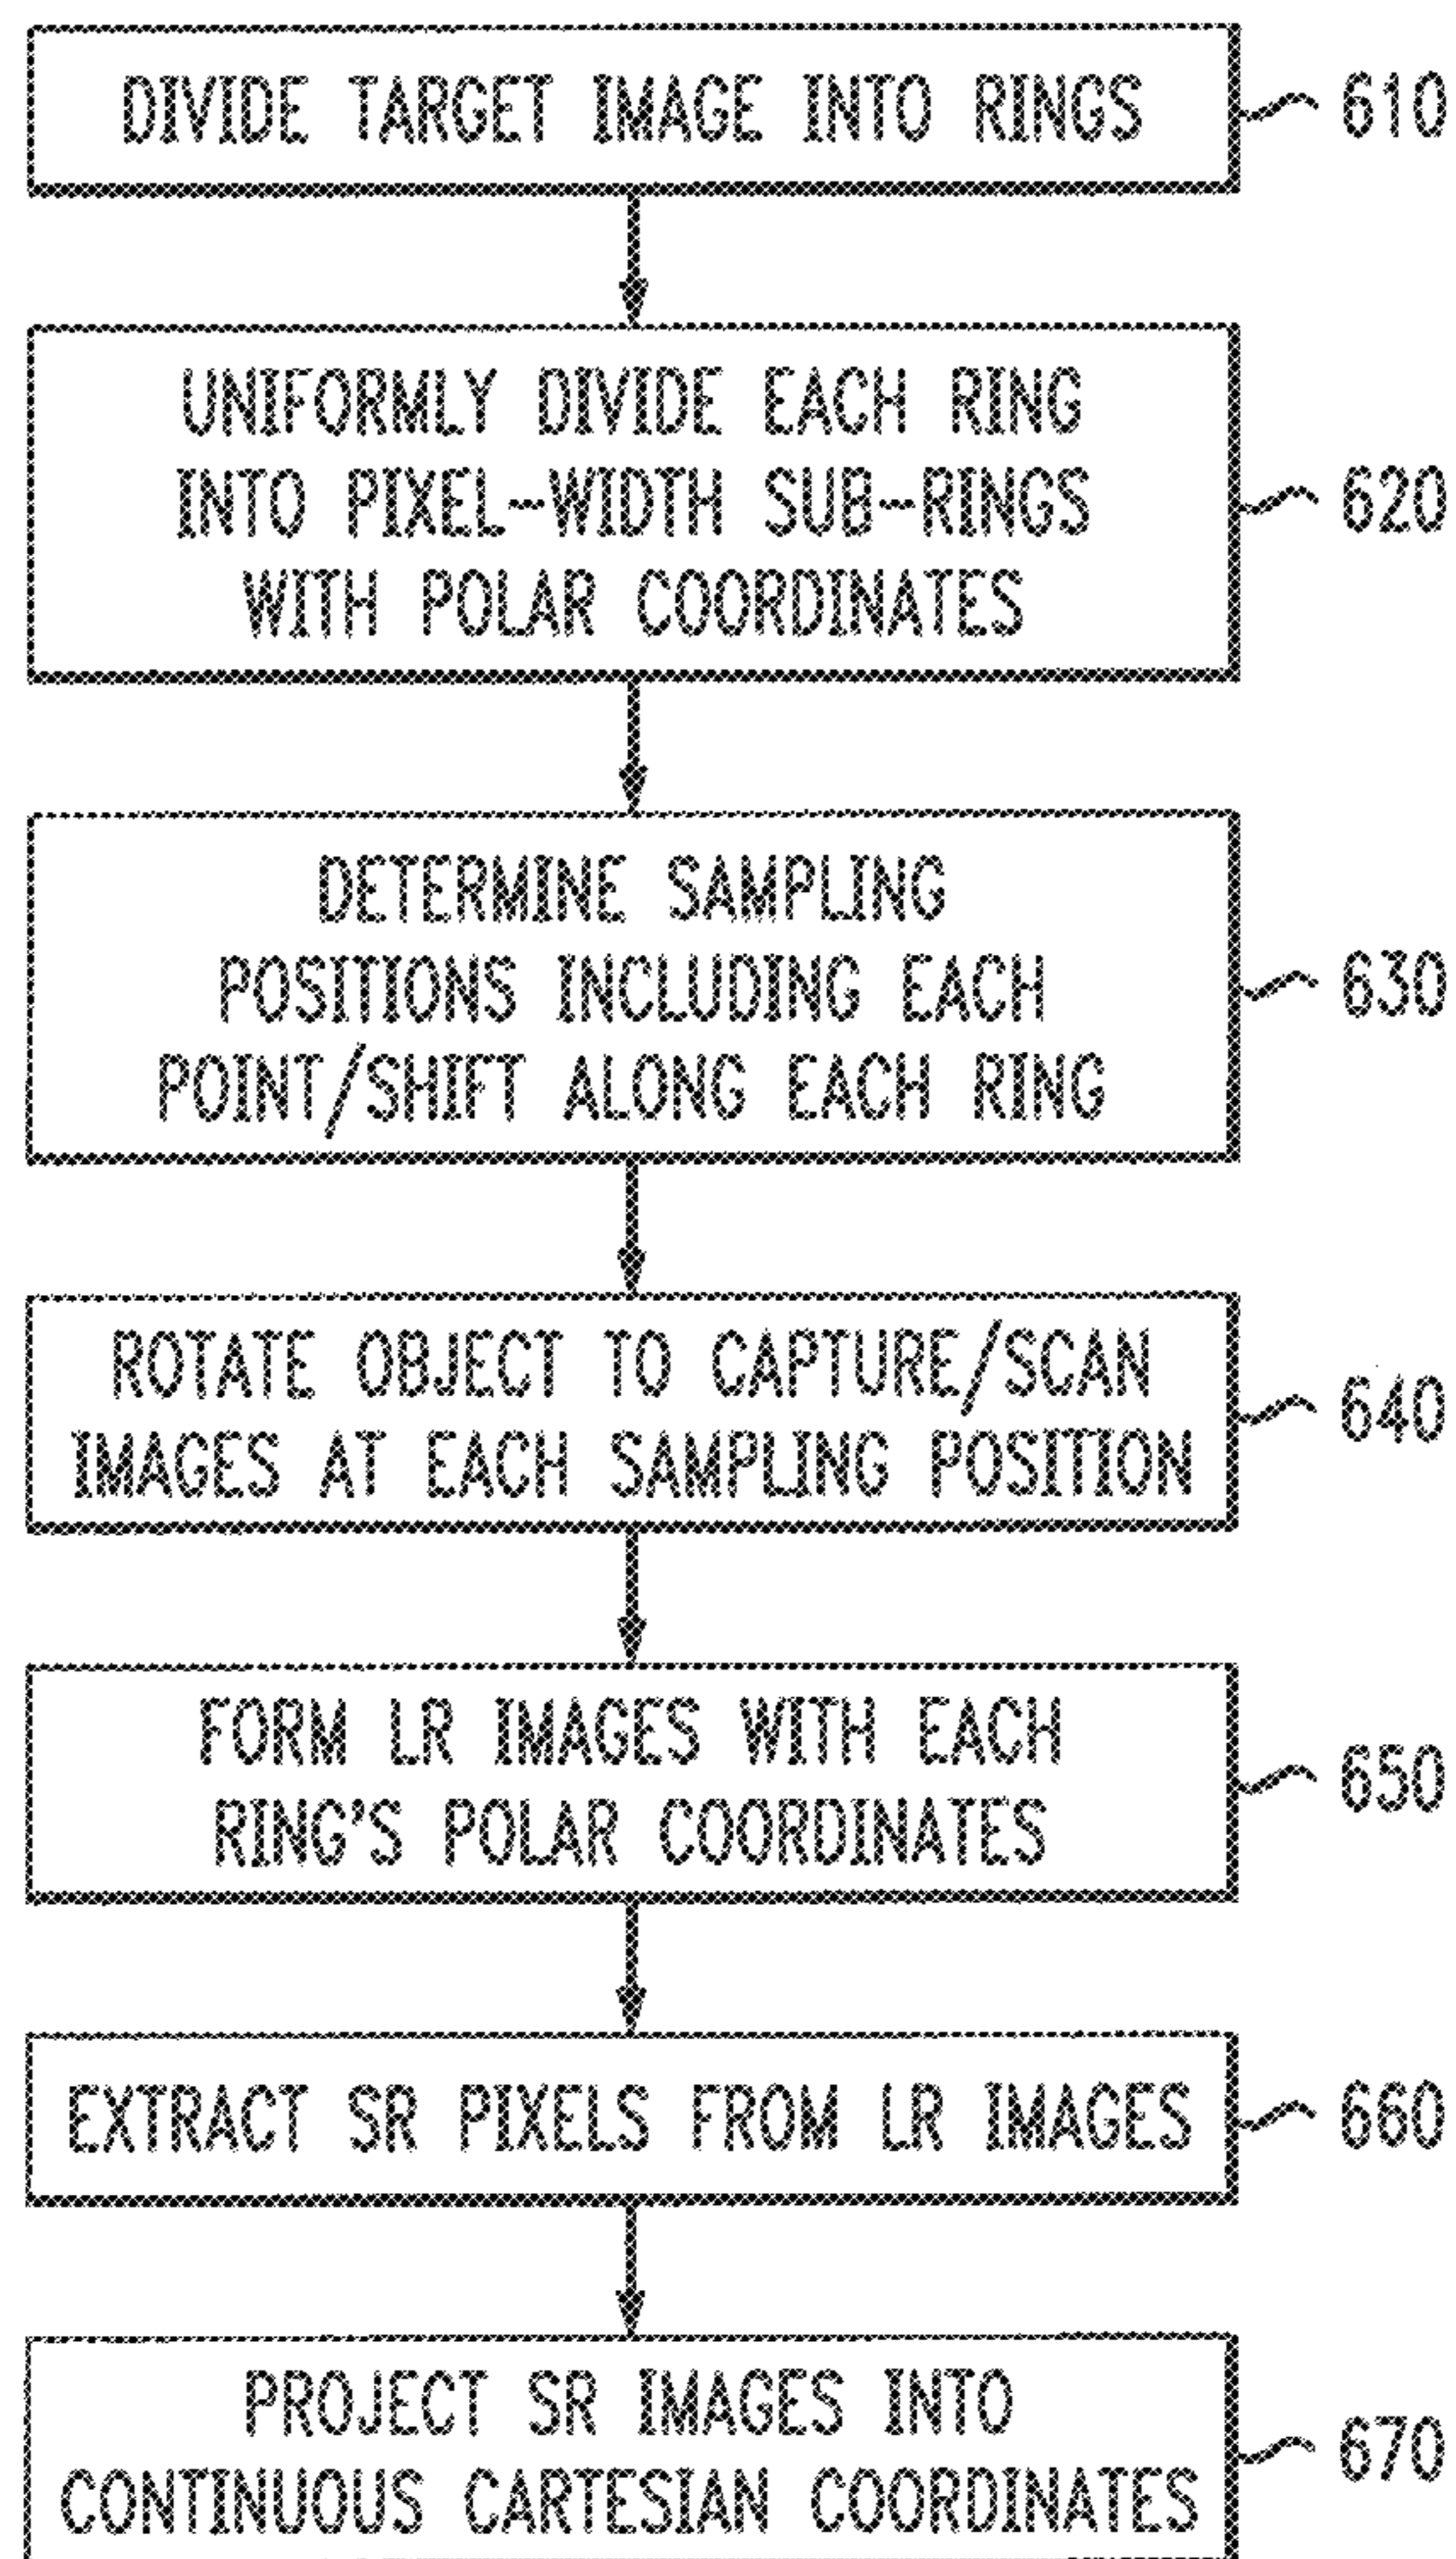 DIVIDE TARGET IMAGE INTO RINGS
610
UNIFORMLY DIVIDE EACH RING
INTO PIXEL-WIDTH SUB-RINGS
WITH POLAR COORDINATES
620
DETERMINE SAMPLING
POSITIONS INCLUDING EACH
POINT/SHIFT ALONG EACH RING
630
ROTATE OBJECT TO CAPTURE/SCAN
IMAGES AT EACH SAMPLING POSITION
640
FORM LR IMAGES WITH EACH
RING'S POLAR COORDINATES
650
EXTRACT SR PIXELS FROM LR IMAGES
660
PROJECT SR IMAGES INTO
CONTINUOUS CARTESIAN COORDINATES
670